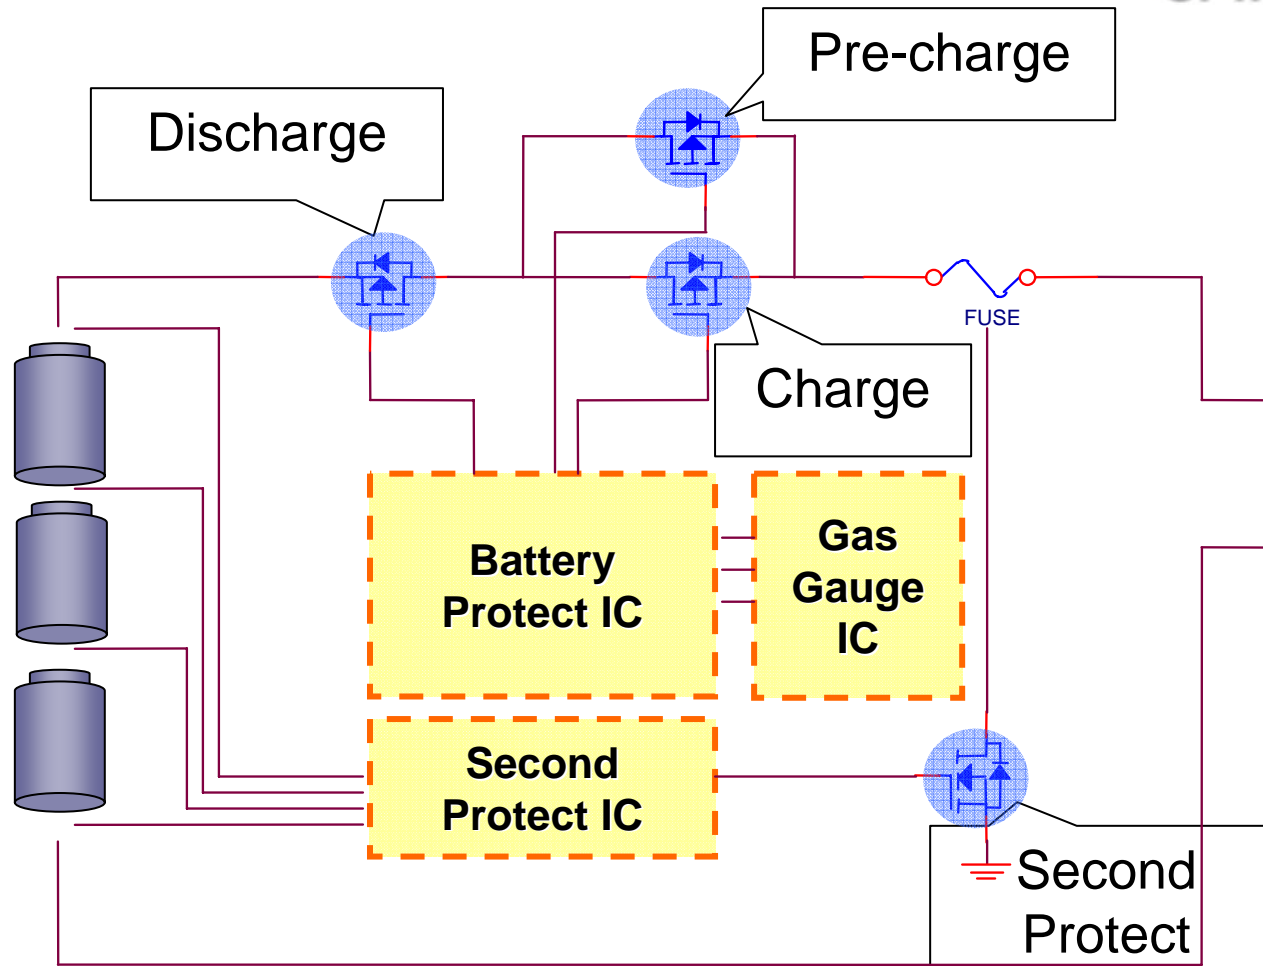 Pre-charge
Discharge
FUSE
Charge
Battery
Protect IC
Gas
Gauge
IC
Second
Protect IC
Second
Protect